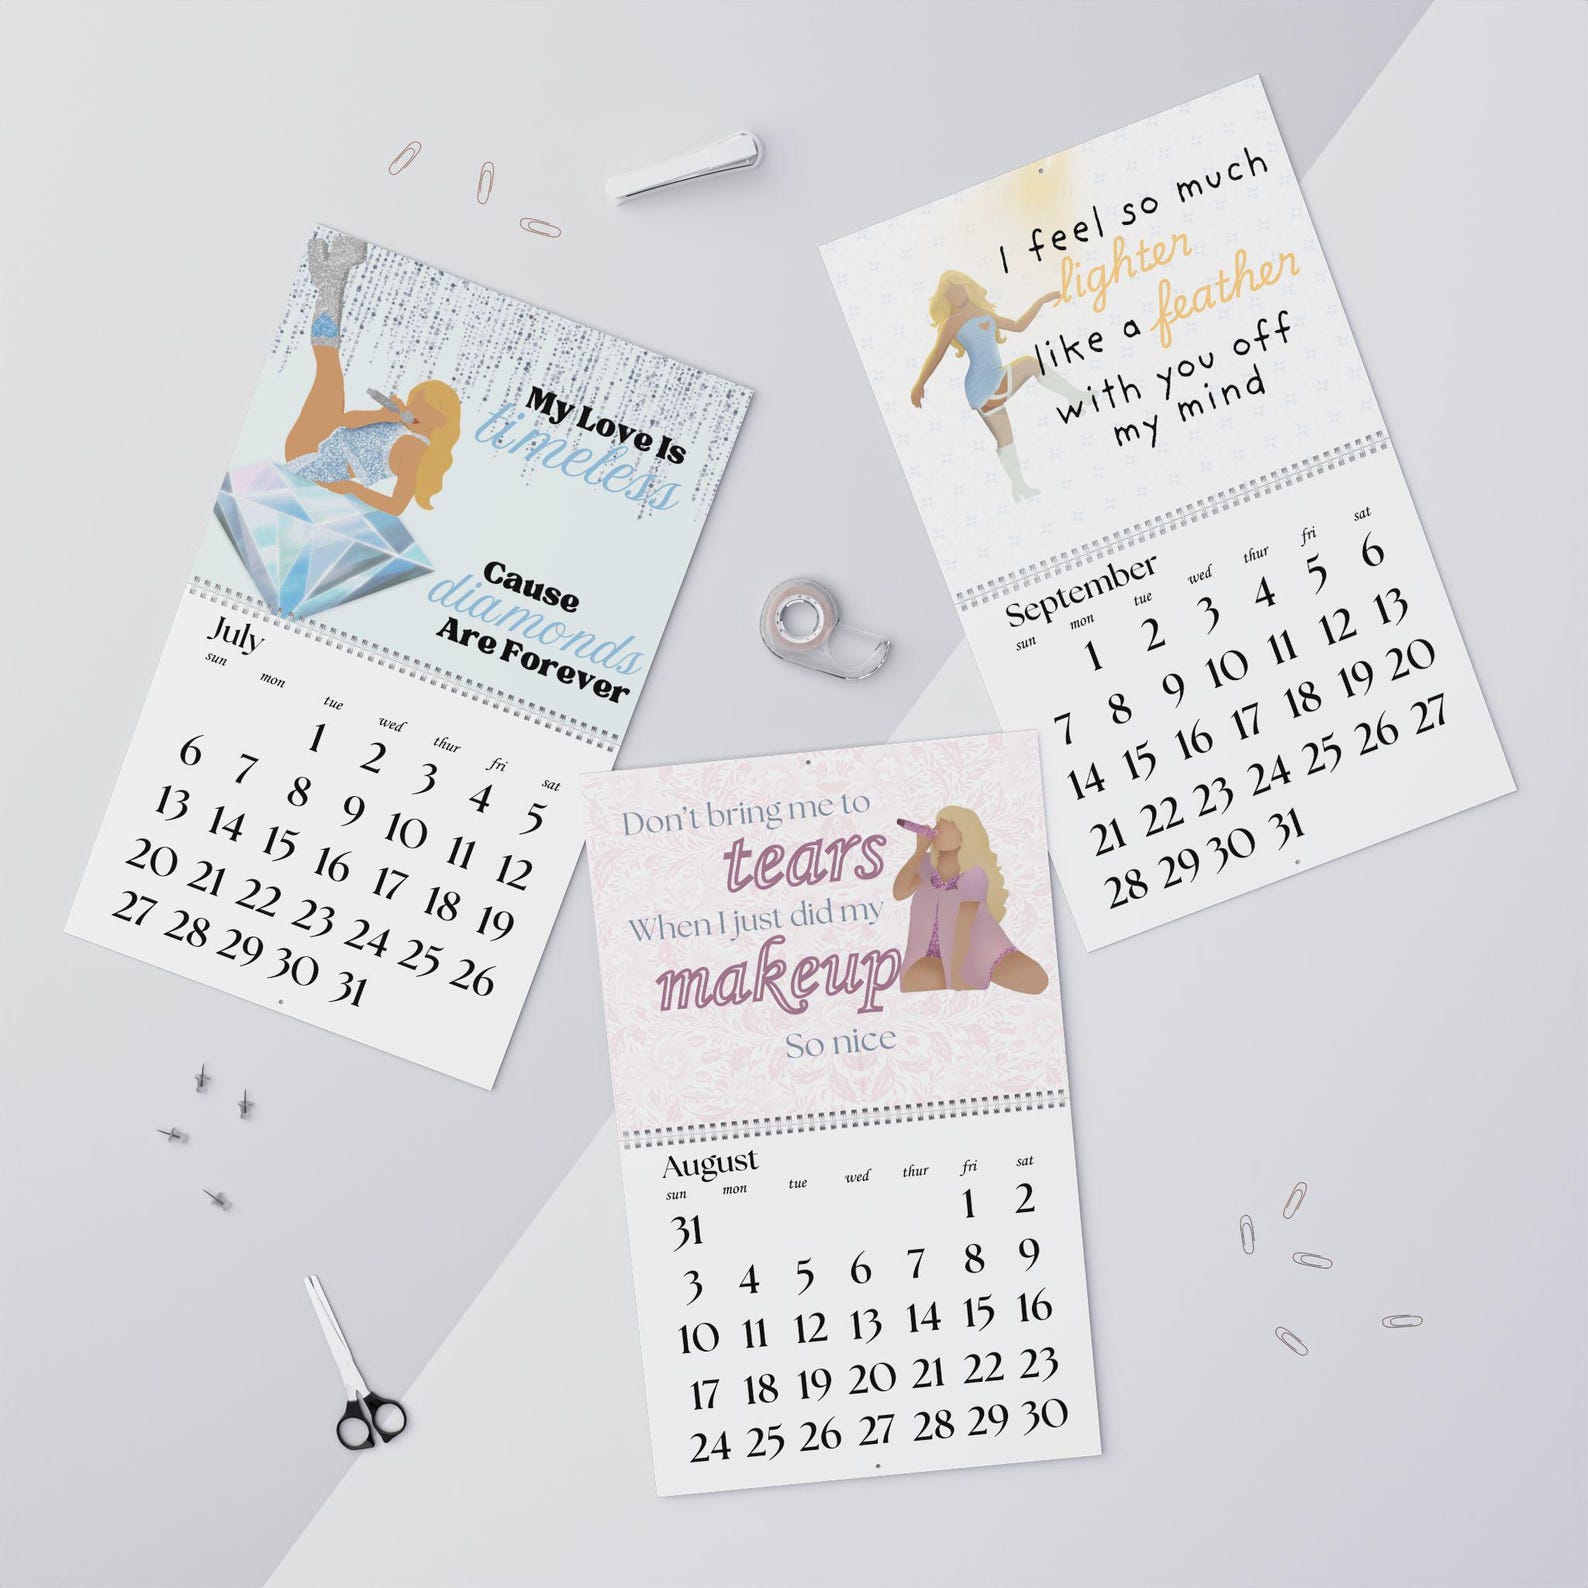 My Love Is
timeless
Cause
diamonds
Are Forever
July
sun mon tue wed thur fri sat
1 2 3 4 5
6 7 8 9 10 11 12
13 14 15 16 17 18 19
20 21 22 23 24 25 26
27 28 29 30 31
I feel so much
lighter
like a feather
with you off
my mind
September
sun mon tue wed thur fri sat
1 2 3 4 5 6
7 8 9 10 11 12 13
14 15 16 17 18 19 20
21 22 23 24 25 26 27
28 29 30 31
Don't bring me to
tears
When I just did my
makeup
So nice
August
sun mon tue wed thur fri sat
31 1 2
3 4 5 6 7 8 9
10 11 12 13 14 15 16
17 18 19 20 21 22 23
24 25 26 27 28 29 30